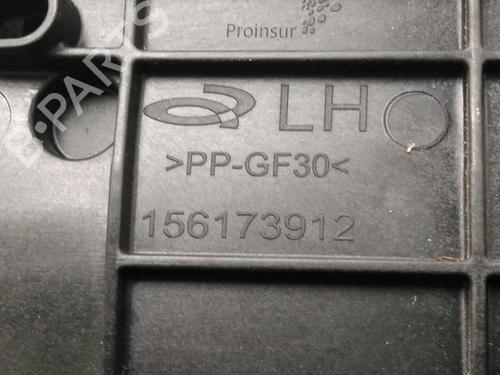 Proinsur
LH
>PP-GF30<
156173912
B-PARTS